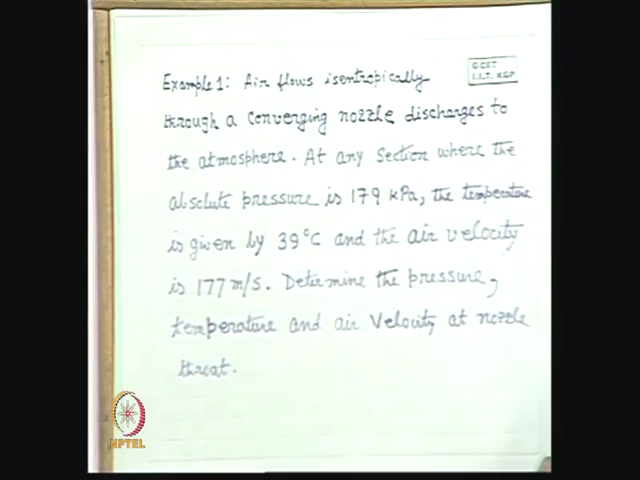 Example 1: Air flows isentropically
C CET
I.I.T. KGP
through a converging nozzle discharges to
the atmosphere. At any section where the
absolute pressure is 179 kPa, the temperature
is given by 39°C and the air velocity
is 177 m/s. Determine the pressure,
temperature and air velocity at nozzle
throat.
NPTEL